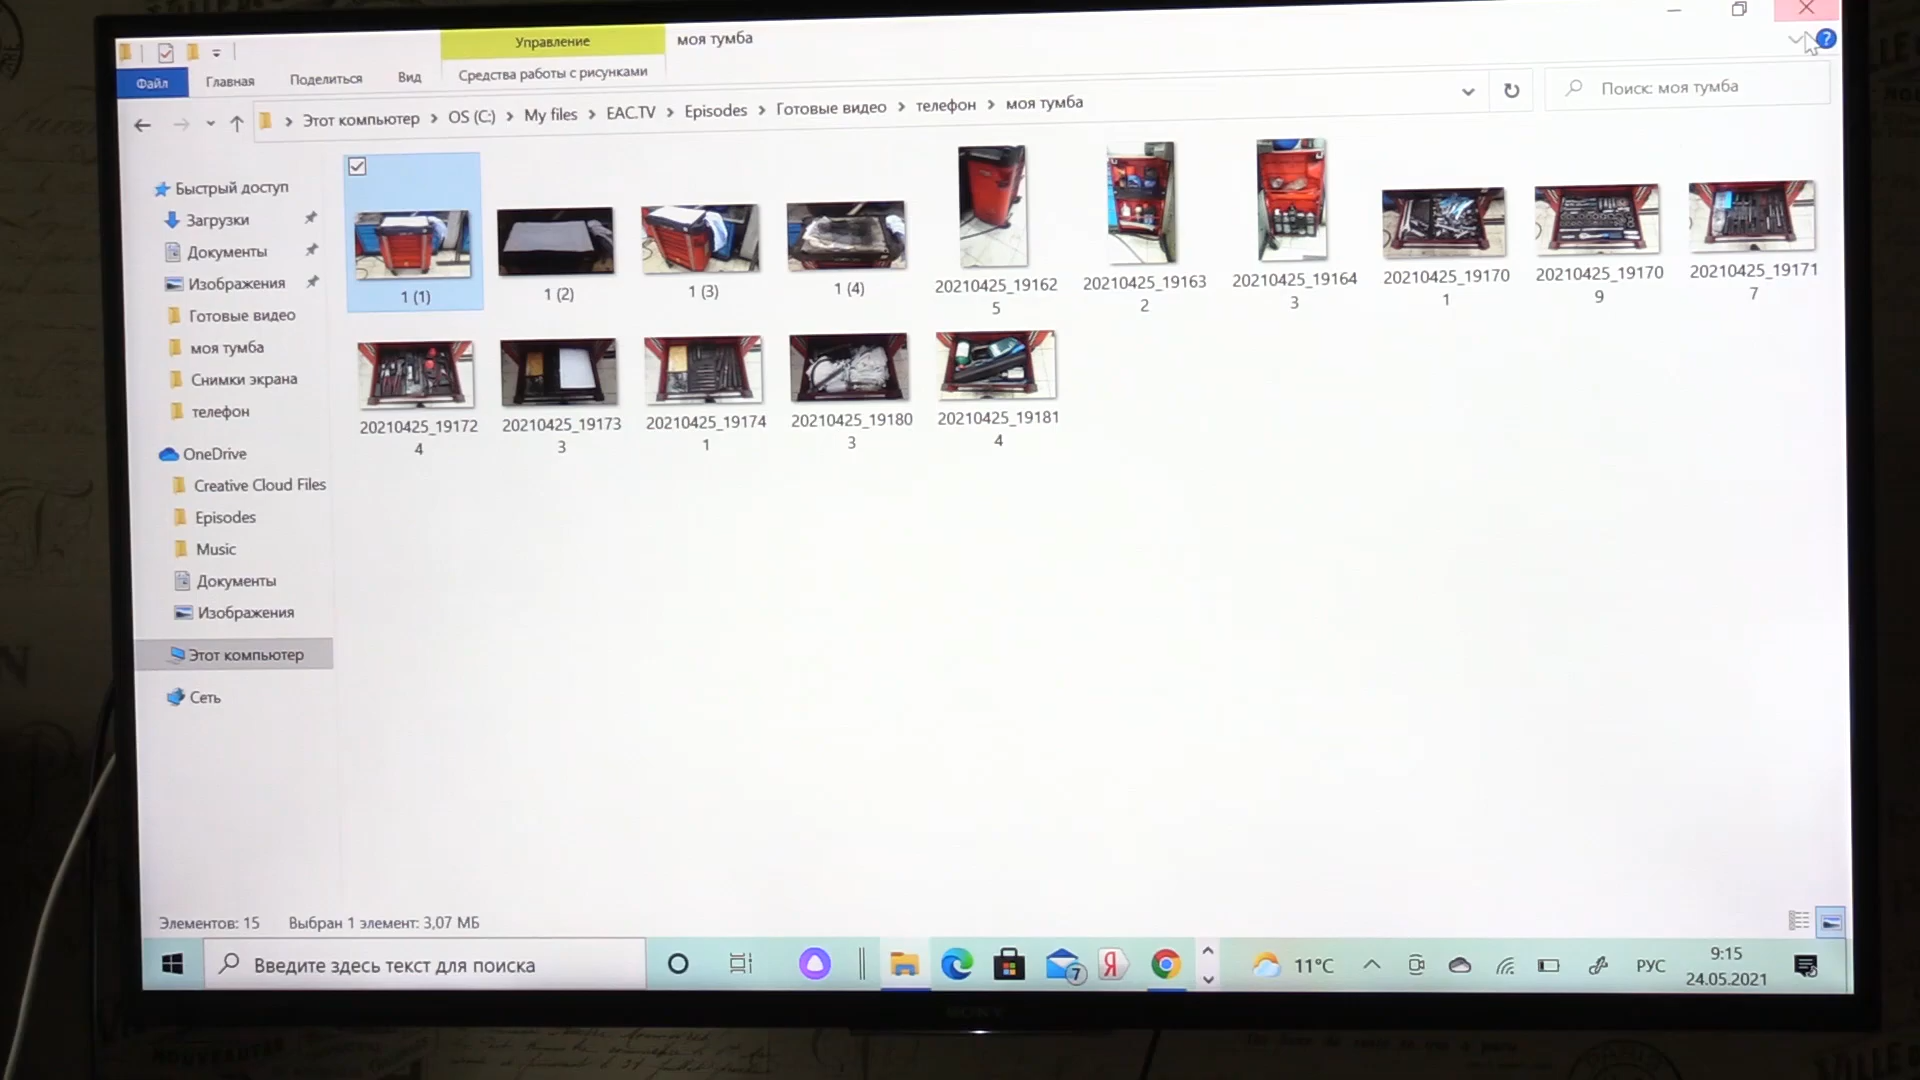 Управление
моя тумба
Файл
Главная
Поделиться
Вид
Средства работы с рисунками
Этот компьютер
OS (C:)
My files
EAC.TV
Episodes
Готовые видео
телефон
моя тумба
Поиск: моя тумба
Быстрый доступ
Загрузки
Документы
Изображения
Готовые видео
моя тумба
Снимки экрана
телефон
OneDrive
Creative Cloud Files
Episodes
Music
Документы
Изображения
Этот компьютер
Сеть
1 (1)
1 (2)
1 (3)
1 (4)
20210425_19162
5
20210425_19163
2
20210425_19164
3
20210425_19170
1
20210425_19170
9
20210425_19171
7
20210425_19172
4
20210425_19173
3
20210425_19174
1
20210425_19180
3
20210425_19181
4
Элементов: 15
Выбран 1 элемент: 3,07 МБ
Введите здесь текст для поиска
7
Я
11°C
РУС
9:15
24.05.2021
SONY